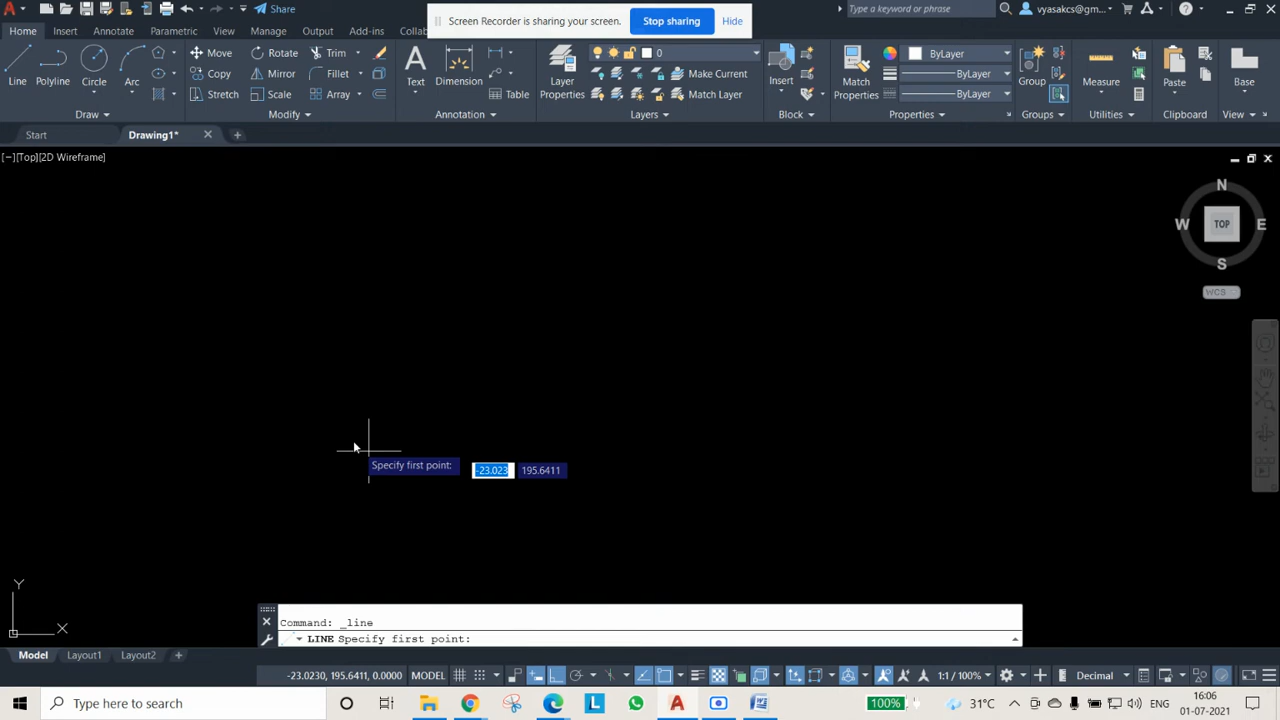 Share
Screen Recorder is sharing your screen.
Stop sharing
Hide
Type a keyword or phrase
vyasakcs@gm...
Home
Insert
Annotate
Parametric
View
Manage
Output
Add-ins
Line
Polyline
Circle
Arc
Move
Rotate
Trim
Copy
Mirror
Fillet
Stretch
Scale
Array
Text
Dimension
Table
Layer
Properties
0
Make Current
Match Layer
Insert
Match
Properties
ByLayer
ByLayer
ByLayer
Group
Measure
Paste
Base
Draw
Modify
Annotation
Layers
Block
Properties
Groups
Utilities
Clipboard
View
Start
Drawing1*
[−][Top][2D Wireframe]
N
W
TOP
E
S
WCS
Specify first point:
-23.023
195.6411
Y
X
Command: _line
LINE Specify first point:
Model
Layout1
Layout2
-23.0230, 195.6411, 0.0000
MODEL
1:1 / 100%
Decimal
Type here to search
100%
31°C
ENG
16:06
01-07-2021